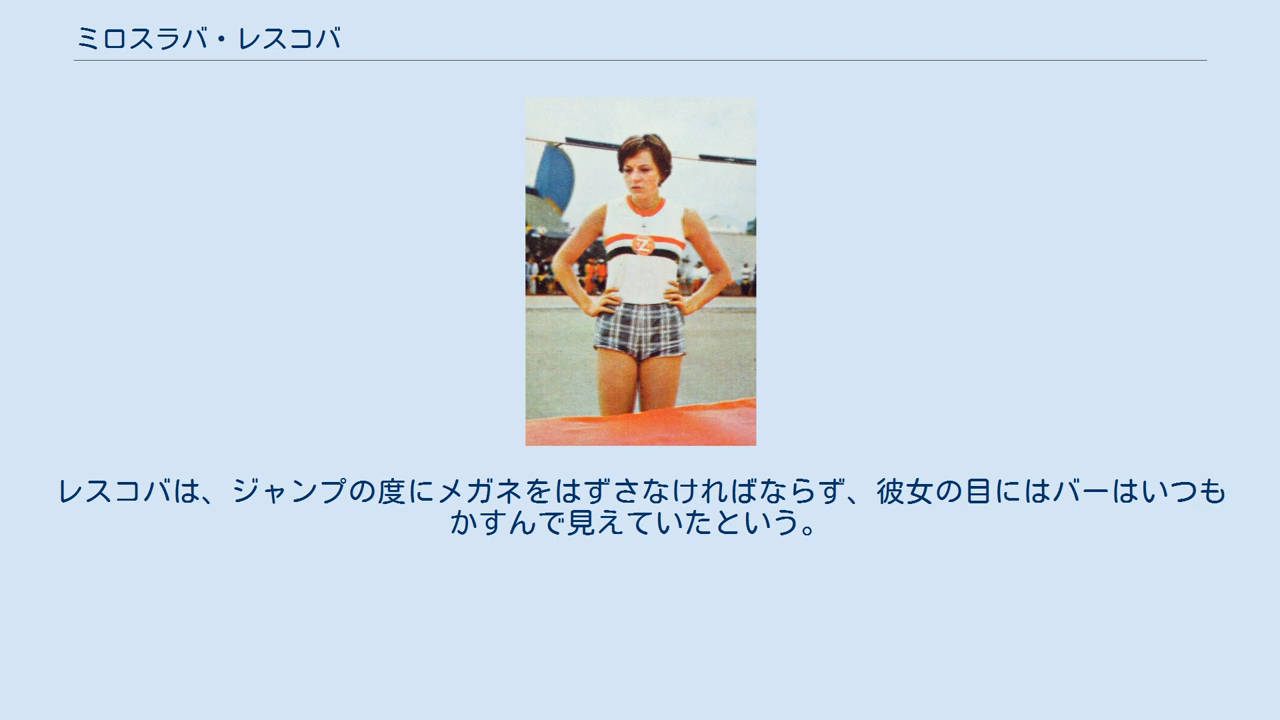 ミロスラバ・レスコバ
Z
レスコバは、ジャンプの度にメガネをはずさなければならず、彼女の目にはバーはいつも
かすんで見えていたという。